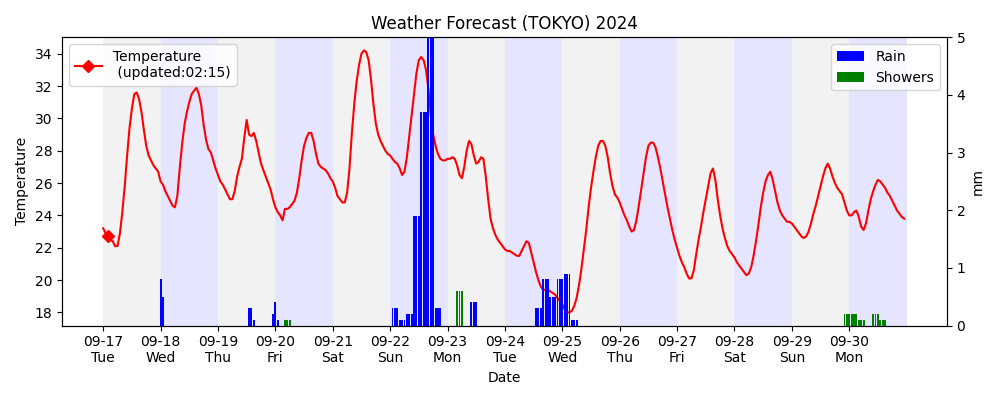 Weather Forecast (TOKYO) 2024
Temperature
(updated:02:15)
Rain
Showers
34
32
30
28
26
24
22
20
18
Temperature
5
4
3
2
1
0
mm
09-17 09-18 09-19 09-20 09-21 09-22 09-23 09-24 09-25 09-26 09-27 09-28 09-29 09-30
Tue Wed Thu Fri Sat Sun Mon Tue Wed Thu Fri Sat Sun Mon
Date